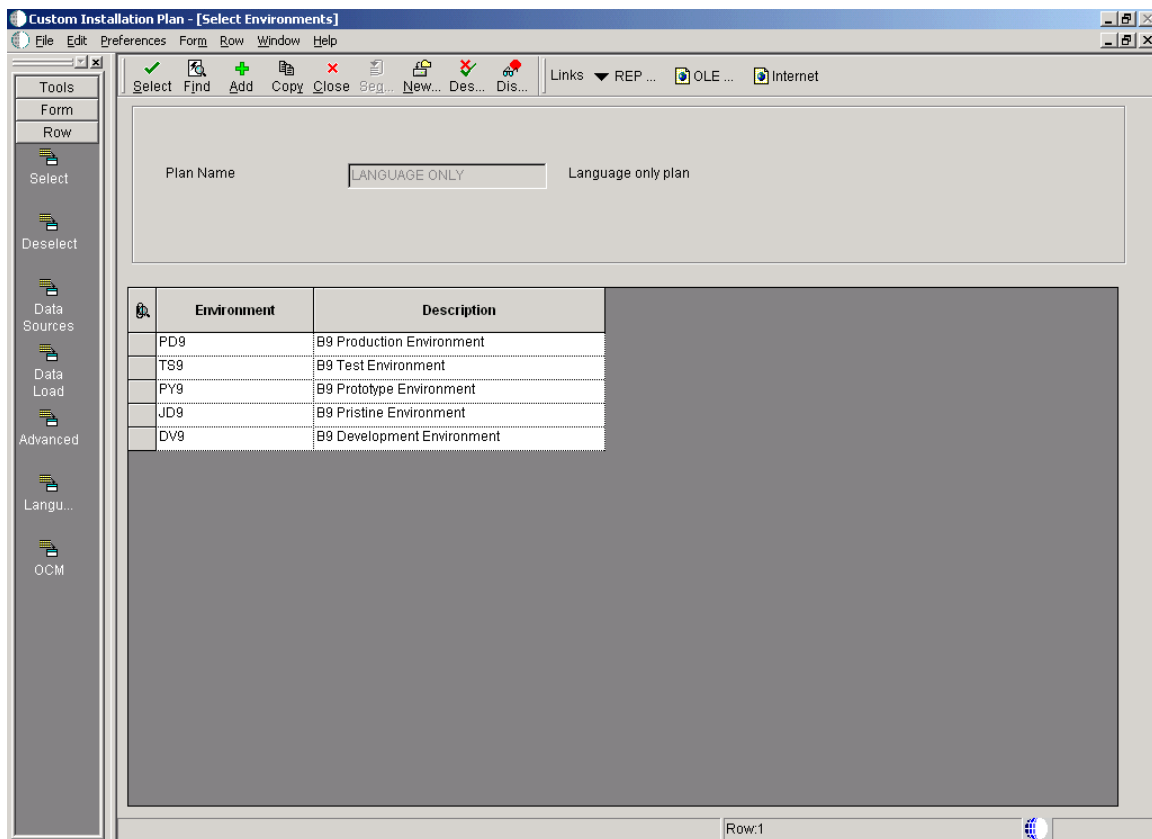 Custom Installation Plan - [Select Environments]
File Edit Preferences Form Row Window Help
Select Find Add Copy Close Seq... New... Des... Dis... Links REP ... OLE ... Internet
Tools
Form
Row
Select
Deselect
Data Sources
Data Load
Advanced
Langu...
OCM
Plan Name LANGUAGE ONLY Language only plan
Environment Description
PD9 B9 Production Environment
TS9 B9 Test Environment
PY9 B9 Prototype Environment
JD9 B9 Pristine Environment
DV9 B9 Development Environment
Row:1